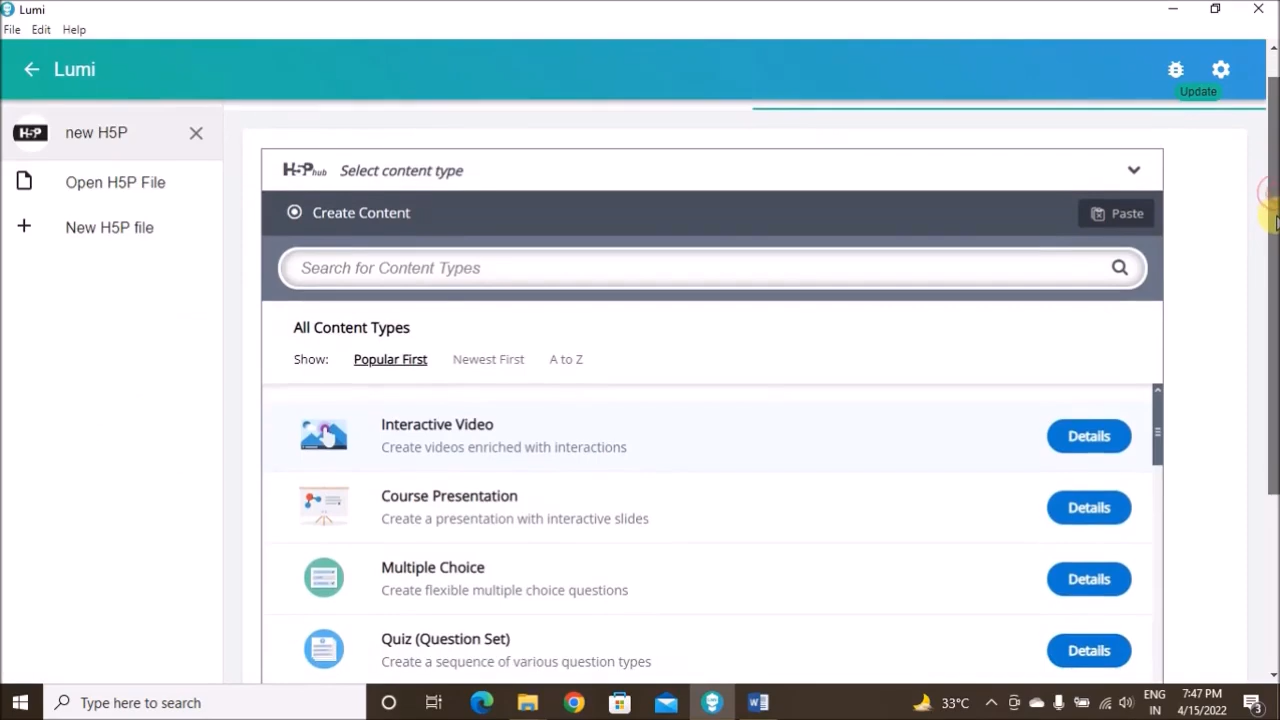 Lumi
File Edit Help
Lumi
Update
new H5P
Open H5P File
New H5P file
H5P hub Select content type
Create Content
Paste
Search for Content Types
All Content Types
Show: Popular First Newest First A to Z
Interactive Video
Create videos enriched with interactions
Details
Course Presentation
Create a presentation with interactive slides
Details
Multiple Choice
Create flexible multiple choice questions
Details
Quiz (Question Set)
Create a sequence of various question types
Details
Type here to search
33°C
ENG
IN
7:47 PM
4/15/2022
3